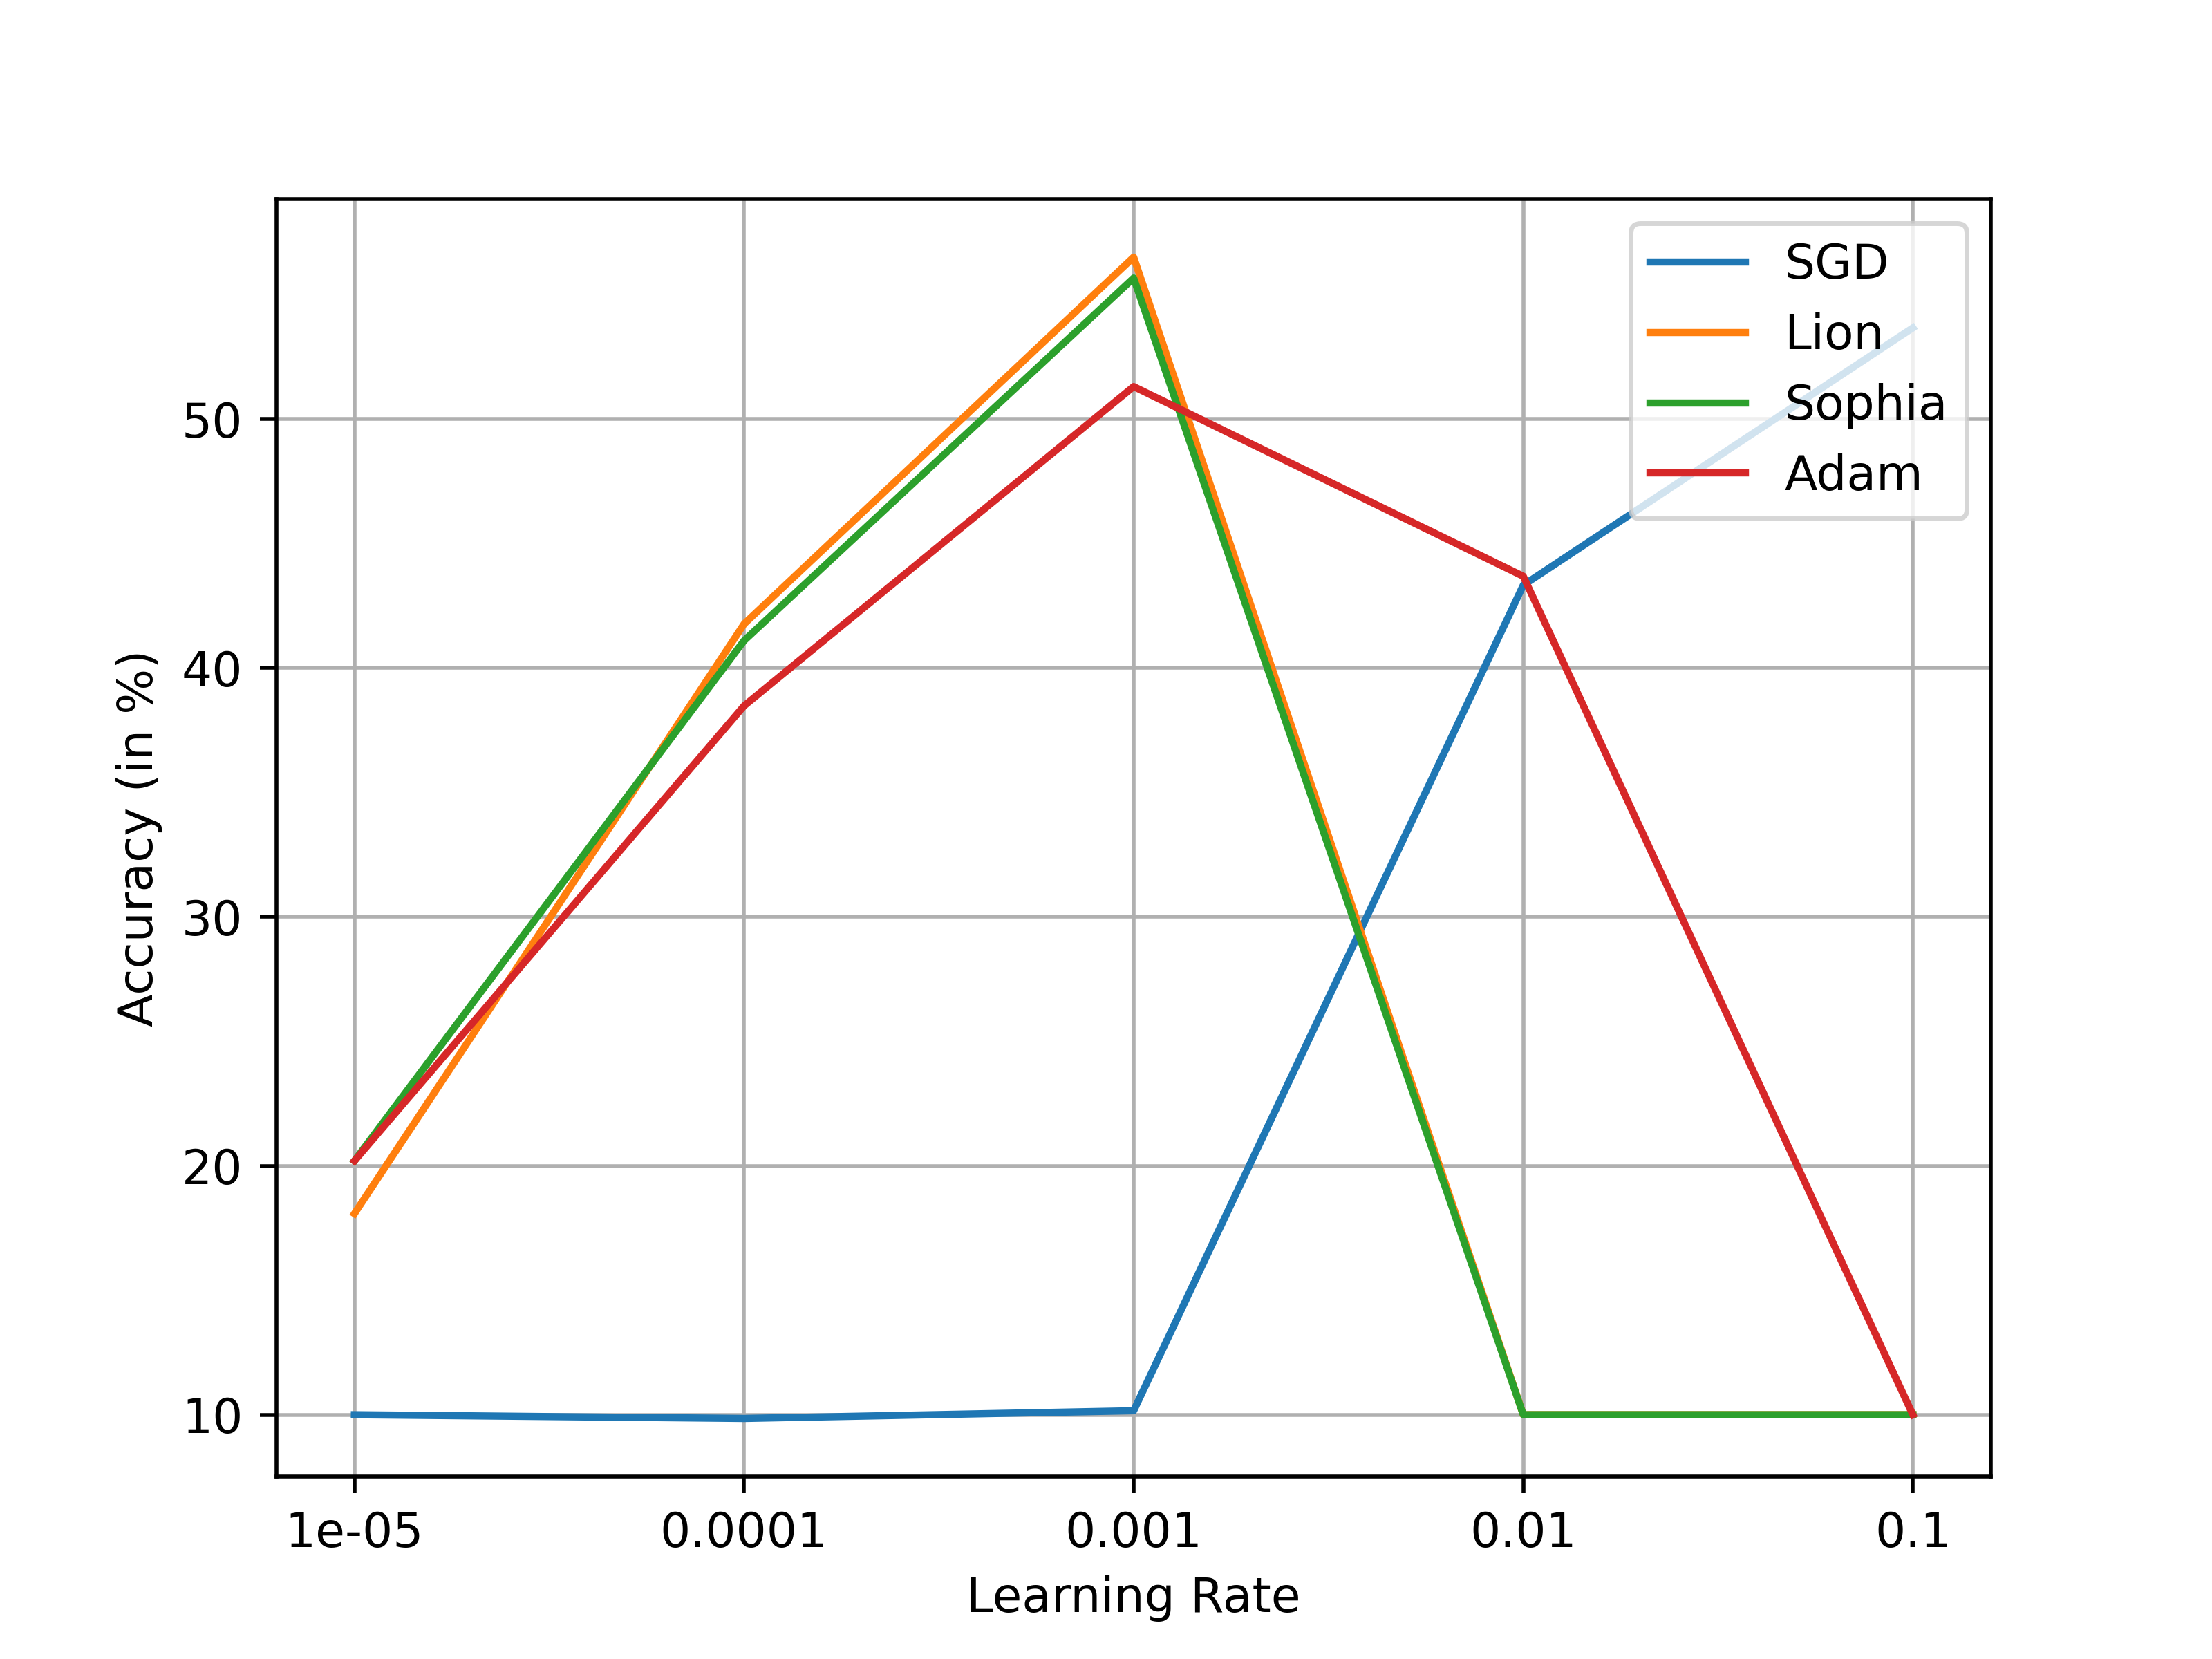 SGD
Lion
Sophia
Adam
50
40
30
20
10
Accuracy (in %)
1e-05 0.0001 0.001 0.01 0.1
Learning Rate